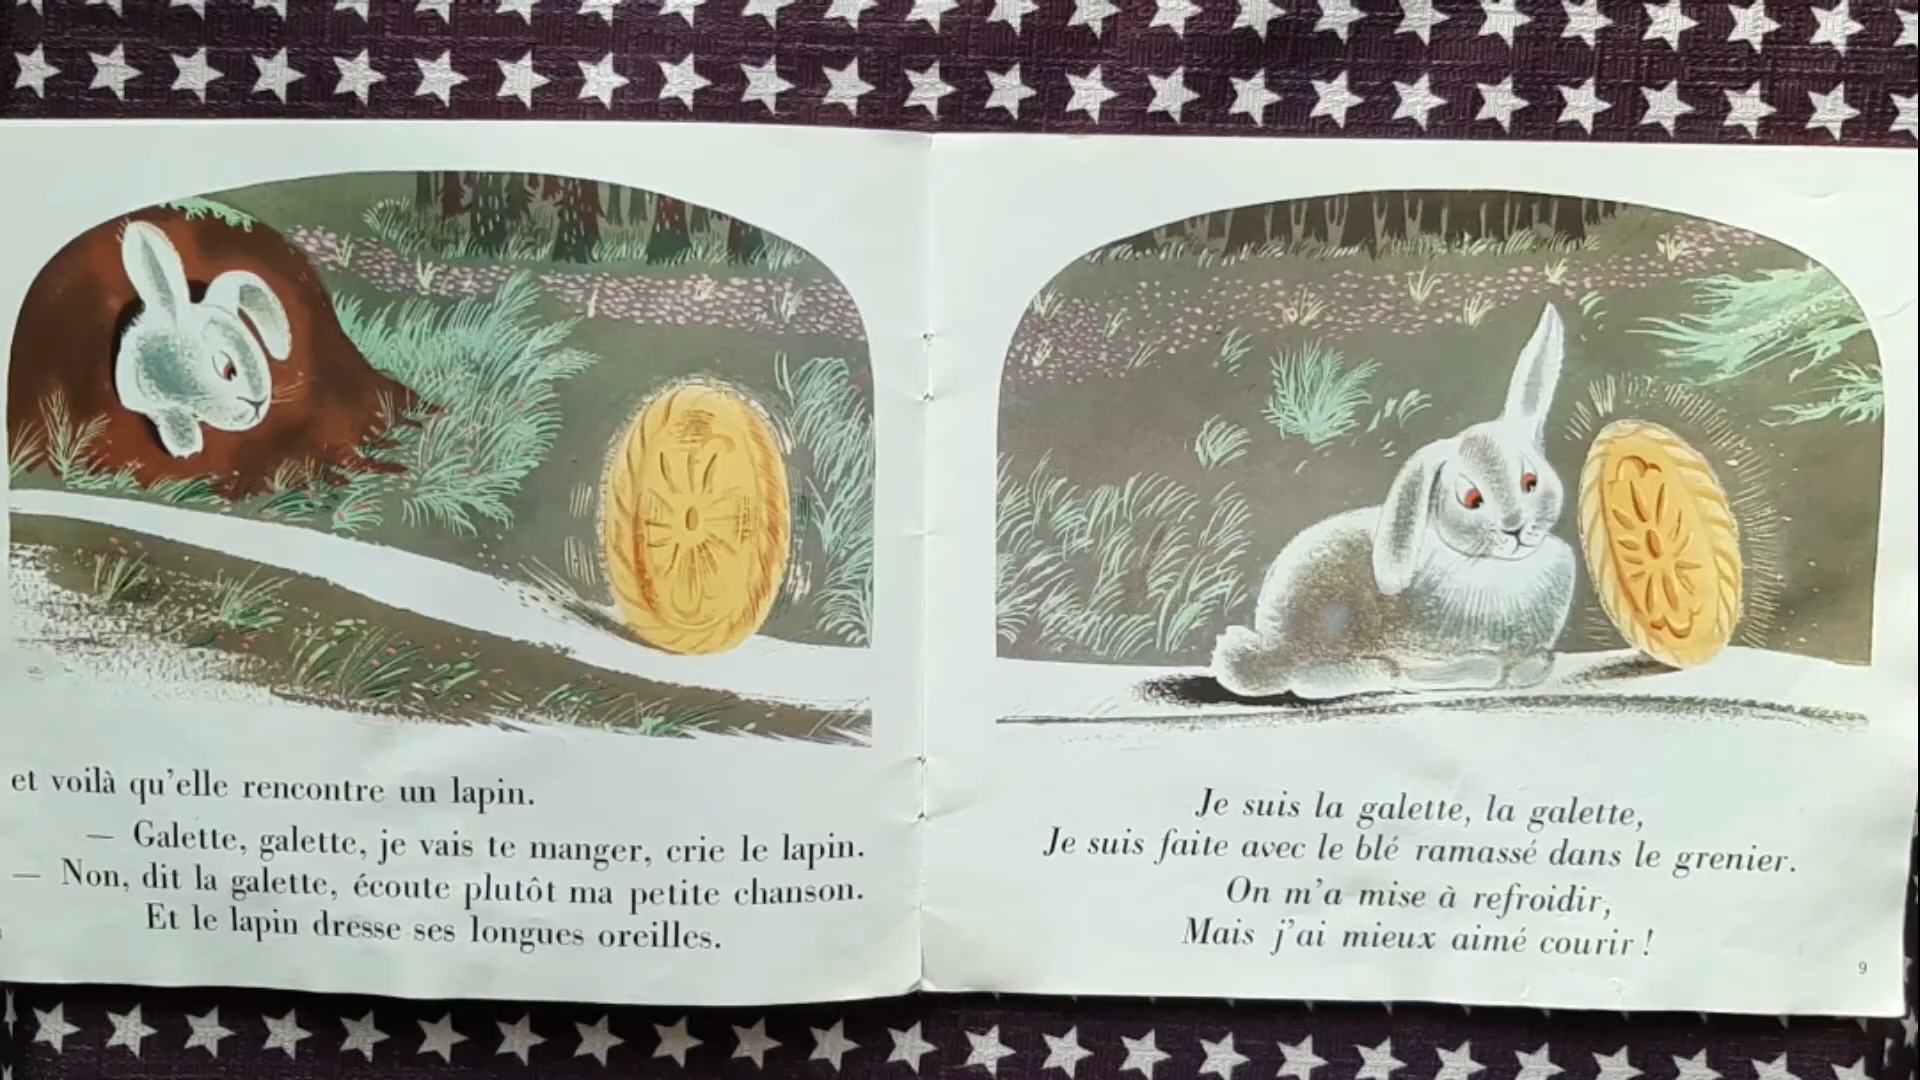 et voilà qu'elle rencontre un lapin.
— Galette, galette, je vais te manger, crie le lapin.
— Non, dit la galette, écoute plutôt ma petite chanson.
Et le lapin dresse ses longues oreilles.
Je suis la galette, la galette,
Je suis faite avec le blé ramassé dans le grenier.
On m'a mise à refroidir,
Mais j'ai mieux aimé courir !
9